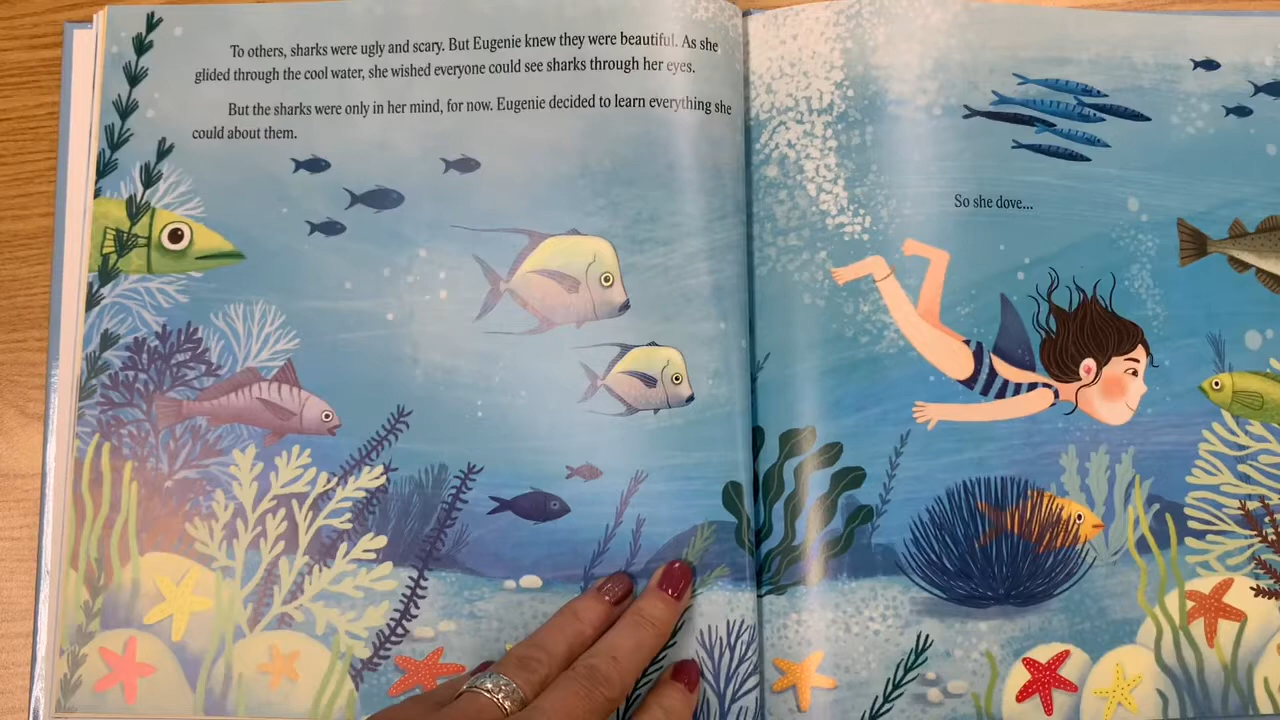 To others, sharks were ugly and scary. But Eugenie knew they were beautiful. As she
glided through the cool water, she wished everyone could see sharks through her eyes.
But the sharks were only in her mind, for now. Eugenie decided to learn everything she
could about them.
So she dove...